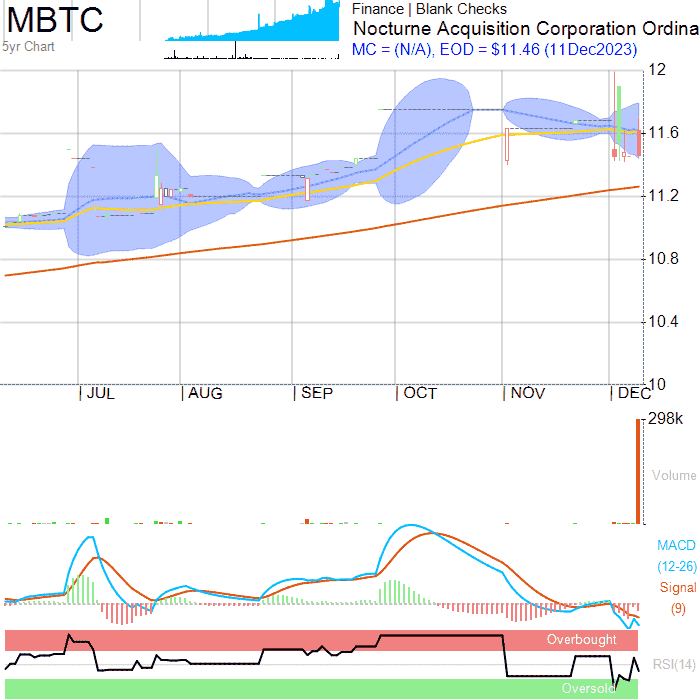 MBTC
5yr Chart
Finance | Blank Checks
Nocturne Acquisition Corporation Ordina
MC = (N/A), EOD = $11.46 (11Dec2023)
12
11.6
11.2
10.8
10.4
10
JUL AUG SEP OCT NOV DEC
298k
Volume
MACD
(12-26)
Signal
(9)
Overbought
RSI(14)
Oversold